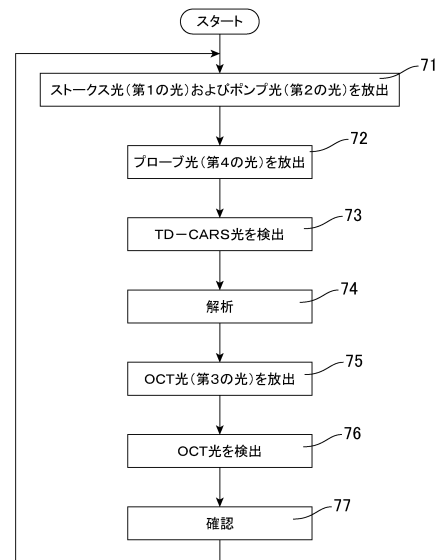 スタート
71
ストークス光(第1の光)およびポンプ光(第2の光)を放出
72
プローブ光(第4の光)を放出
73
TD－CARS光を検出
74
解析
75
OCT光(第3の光)を放出
76
OCT光を検出
77
確認